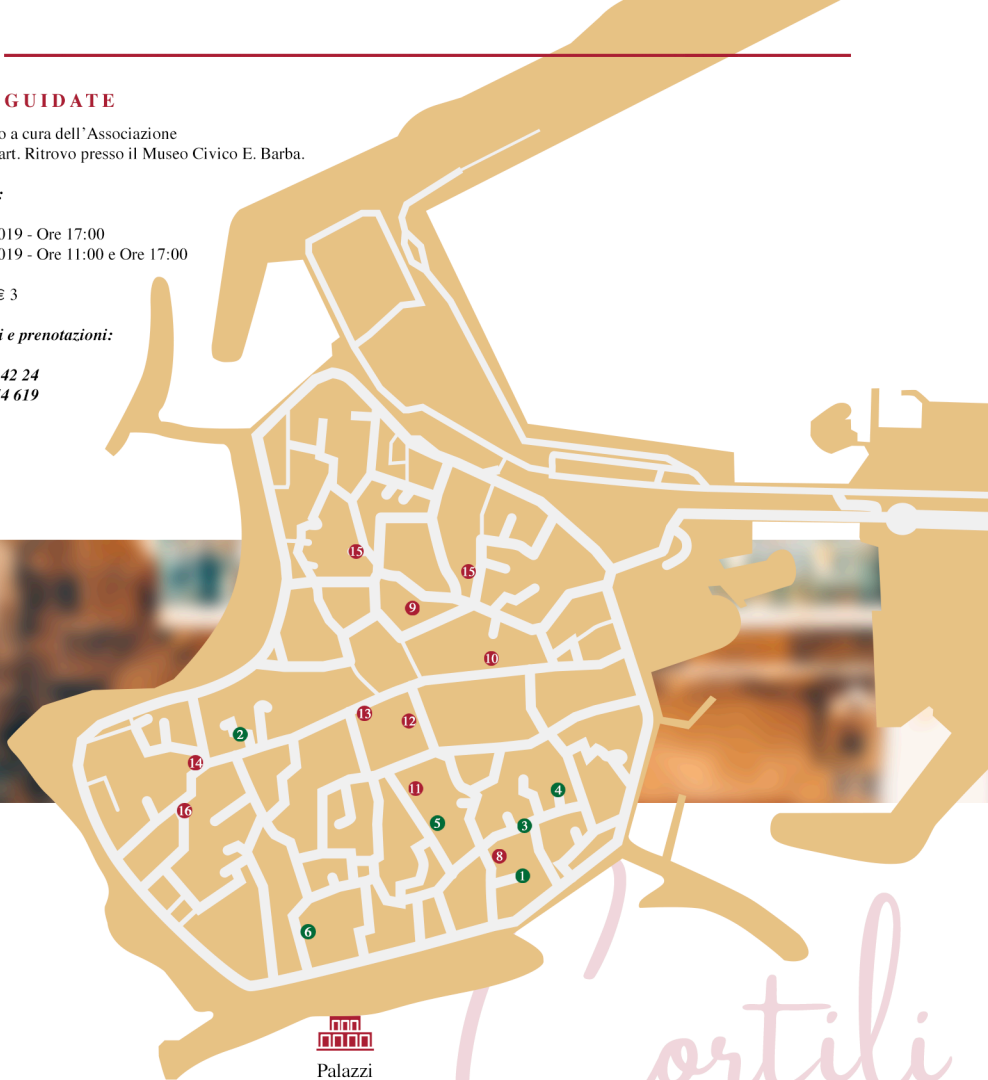 GUIDATE
o a cura dell'Associazione
art. Ritrovo presso il Museo Civico E. Barba.
:
019 - Ore 17:00
019 - Ore 11:00 e Ore 17:00
€ 3
i e prenotazioni:
42 24
4 619
15
15
9
10
13
12
2
14
11
4
16
5
3
8
1
6
Palazzi
Cortili